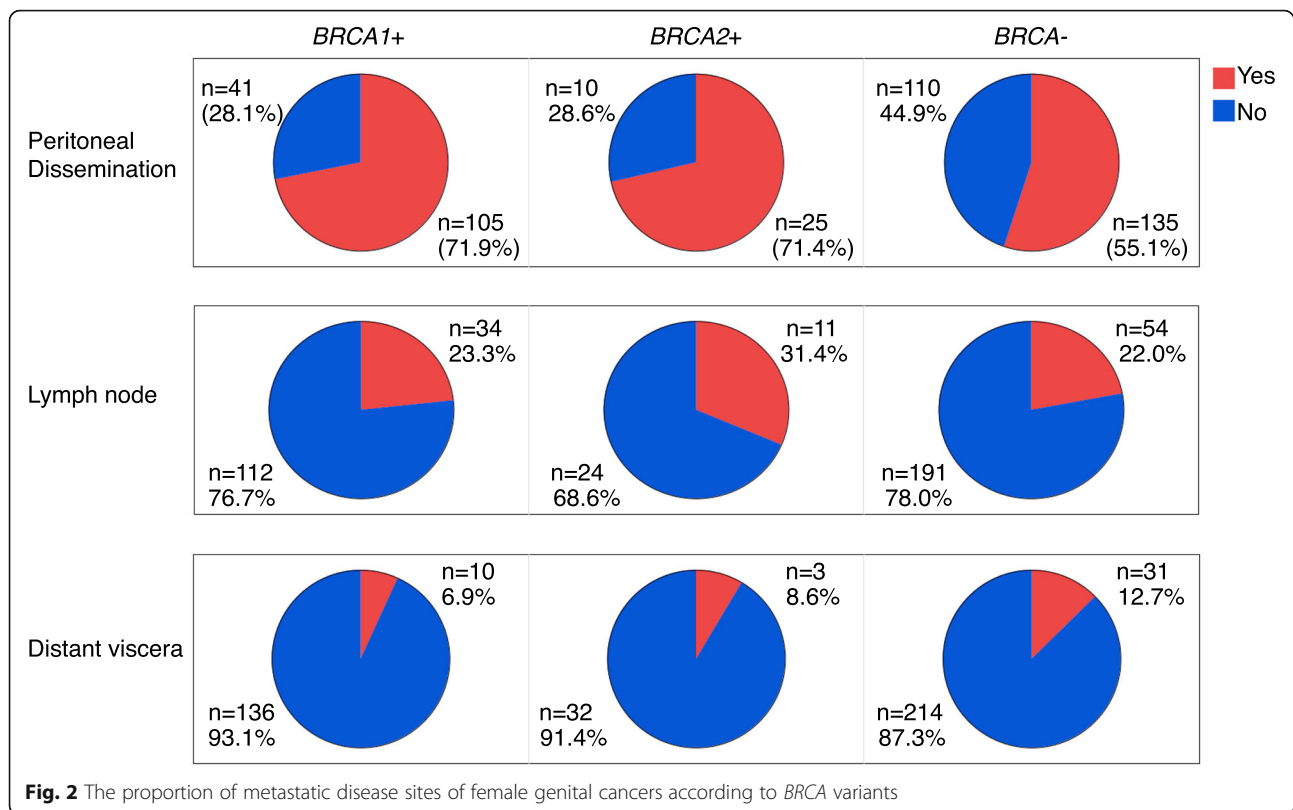 BRCA1+ BRCA2+ BRCA-
Yes
No
Peritoneal
Dissemination
n=41
(28.1%)
n=105
(71.9%)
n=10
28.6%
n=25
(71.4%)
n=110
44.9%
n=135
(55.1%)
Lymph node
n=34
23.3%
n=112
76.7%
n=11
31.4%
n=24
68.6%
n=54
22.0%
n=191
78.0%
Distant viscera
n=10
6.9%
n=136
93.1%
n=3
8.6%
n=32
91.4%
n=31
12.7%
n=214
87.3%
Fig. 2 The proportion of metastatic disease sites of female genital cancers according to BRCA variants